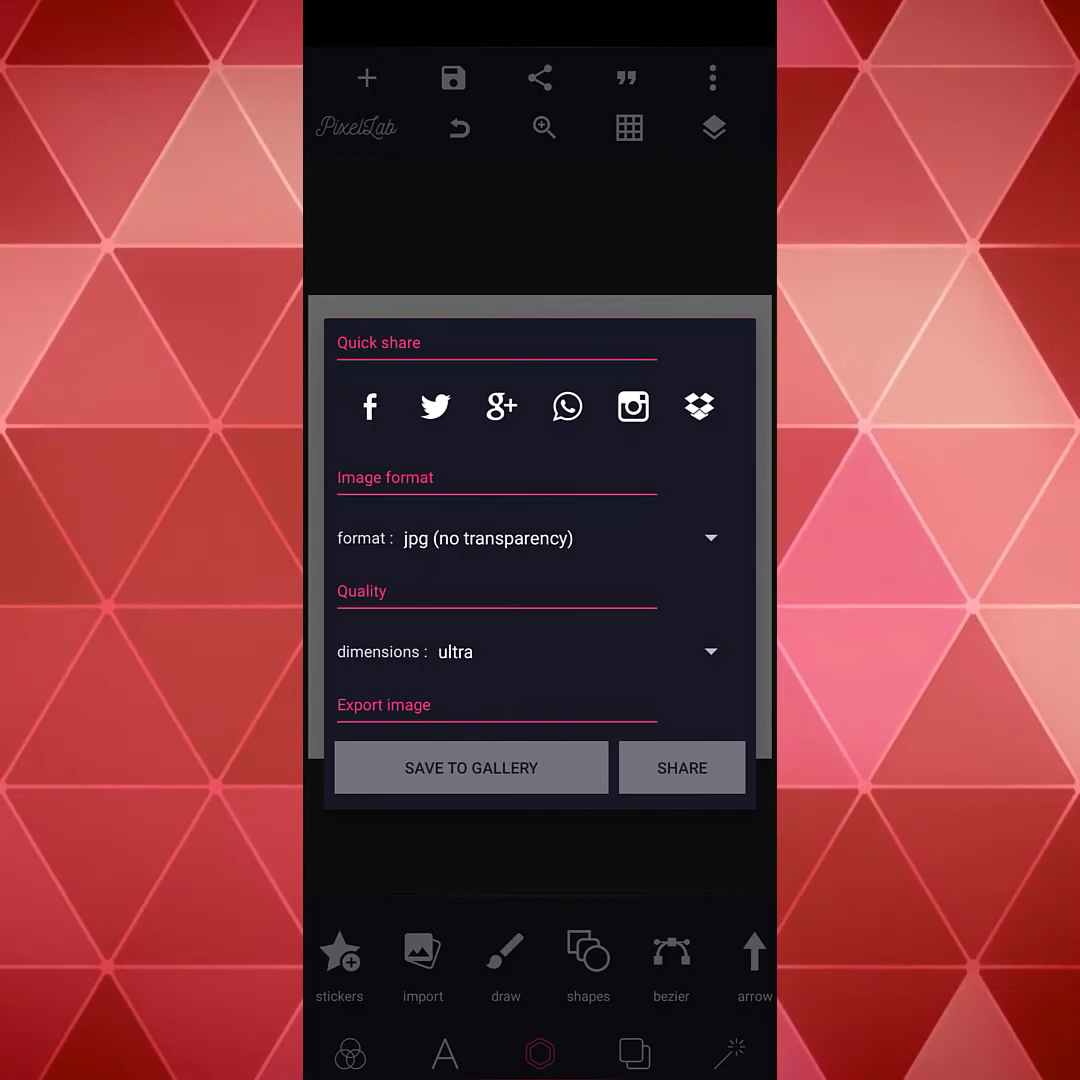 PixelLab
Quick share
Image format
format : jpg (no transparency)
Quality
dimensions : ultra
Export image
SAVE TO GALLERY SHARE
stickers import draw shapes bezier arrow